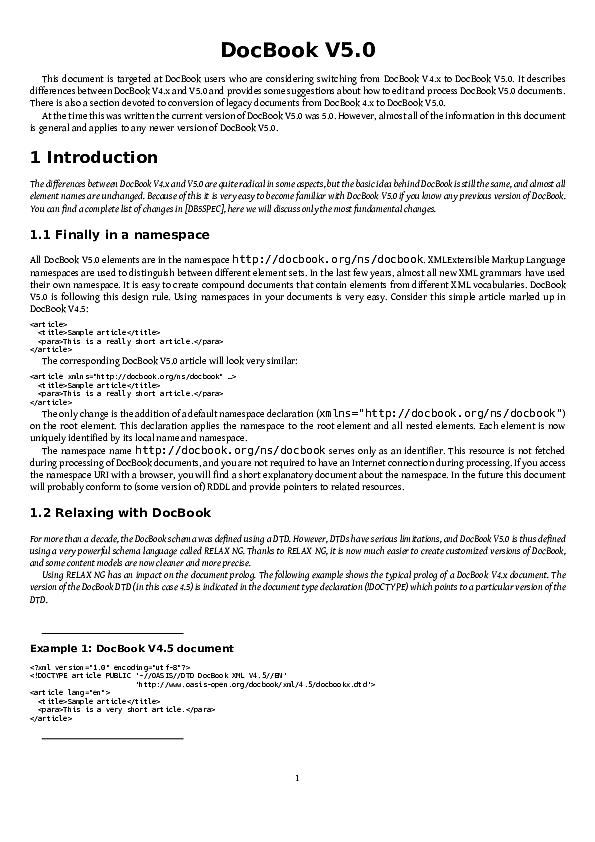 DocBook V5.0
This document is targeted at DocBook users who are considering switching from DocBook V4.x to DocBook V5.0. It describes
differences between DocBook V4.x and V5.0 and provides some suggestions about how to edit and process DocBook V5.0 documents.
There is also a section devoted to conversion of legacy documents from DocBook 4.x to DocBook V5.0.
At the time this was written the current version of DocBook V5.0 was 5.0. However, almost all of the information in this document
is general and applies to any newer version of DocBook V5.0.
1 Introduction
The differences between DocBook V4.x and V5.0 are quite radical in some aspects, but the basic idea behind DocBook is still the same, and almost all
element names are unchanged. Because of this it is very easy to become familiar with DocBook V5.0 if you know any previous version of DocBook.
You can find a complete list of changes in [DB5SPEC], here we will discuss only the most fundamental changes.
1.1 Finally in a namespace
All DocBook V5.0 elements are in the namespace http://docbook.org/ns/docbook. XMLExtensible Markup Language
namespaces are used to distinguish between different element sets. In the last few years, almost all new XML grammars have used
their own namespace. It is easy to create compound documents that contain elements from different XML vocabularies. DocBook
V5.0 is following this design rule. Using namespaces in your documents is very easy. Consider this simple article marked up in
DocBook V4.5:
<article>
  <title>Sample article</title>
  <para>This is a really short article.</para>
</article>
The corresponding DocBook V5.0 article will look very similar:
<article xmlns="http://docbook.org/ns/docbook" …>
  <title>Sample article</title>
  <para>This is a really short article.</para>
</article>
The only change is the addition of a default namespace declaration (xmlns="http://docbook.org/ns/docbook")
on the root element. This declaration applies the namespace to the root element and all nested elements. Each element is now
uniquely identified by its local name and namespace.
The namespace name http://docbook.org/ns/docbook serves only as an identifier. This resource is not fetched
during processing of DocBook documents, and you are not required to have an Internet connection during processing. If you access
the namespace URI with a browser, you will find a short explanatory document about the namespace. In the future this document
will probably conform to (some version of) RDDL and provide pointers to related resources.
1.2 Relaxing with DocBook
For more than a decade, the DocBook schema was defined using a DTD. However, DTDs have serious limitations, and DocBook V5.0 is thus defined
using a very powerful schema language called RELAX NG. Thanks to RELAX NG, it is now much easier to create customized versions of DocBook,
and some content models are now cleaner and more precise.
Using RELAX NG has an impact on the document prolog. The following example shows the typical prolog of a DocBook V4.x document. The
version of the DocBook DTD (in this case 4.5) is indicated in the document type declaration (!DOCTYPE) which points to a particular version of the
DTD.
Example 1: DocBook V4.5 document
<?xml version="1.0" encoding="utf-8"?>
<!DOCTYPE article PUBLIC '-//OASIS//DTD DocBook XML V4.5//EN'
                         'http://www.oasis-open.org/docbook/xml/4.5/docbookx.dtd'>
<article lang="en">
  <title>Sample article</title>
  <para>This is a very short article.</para>
</article>
1